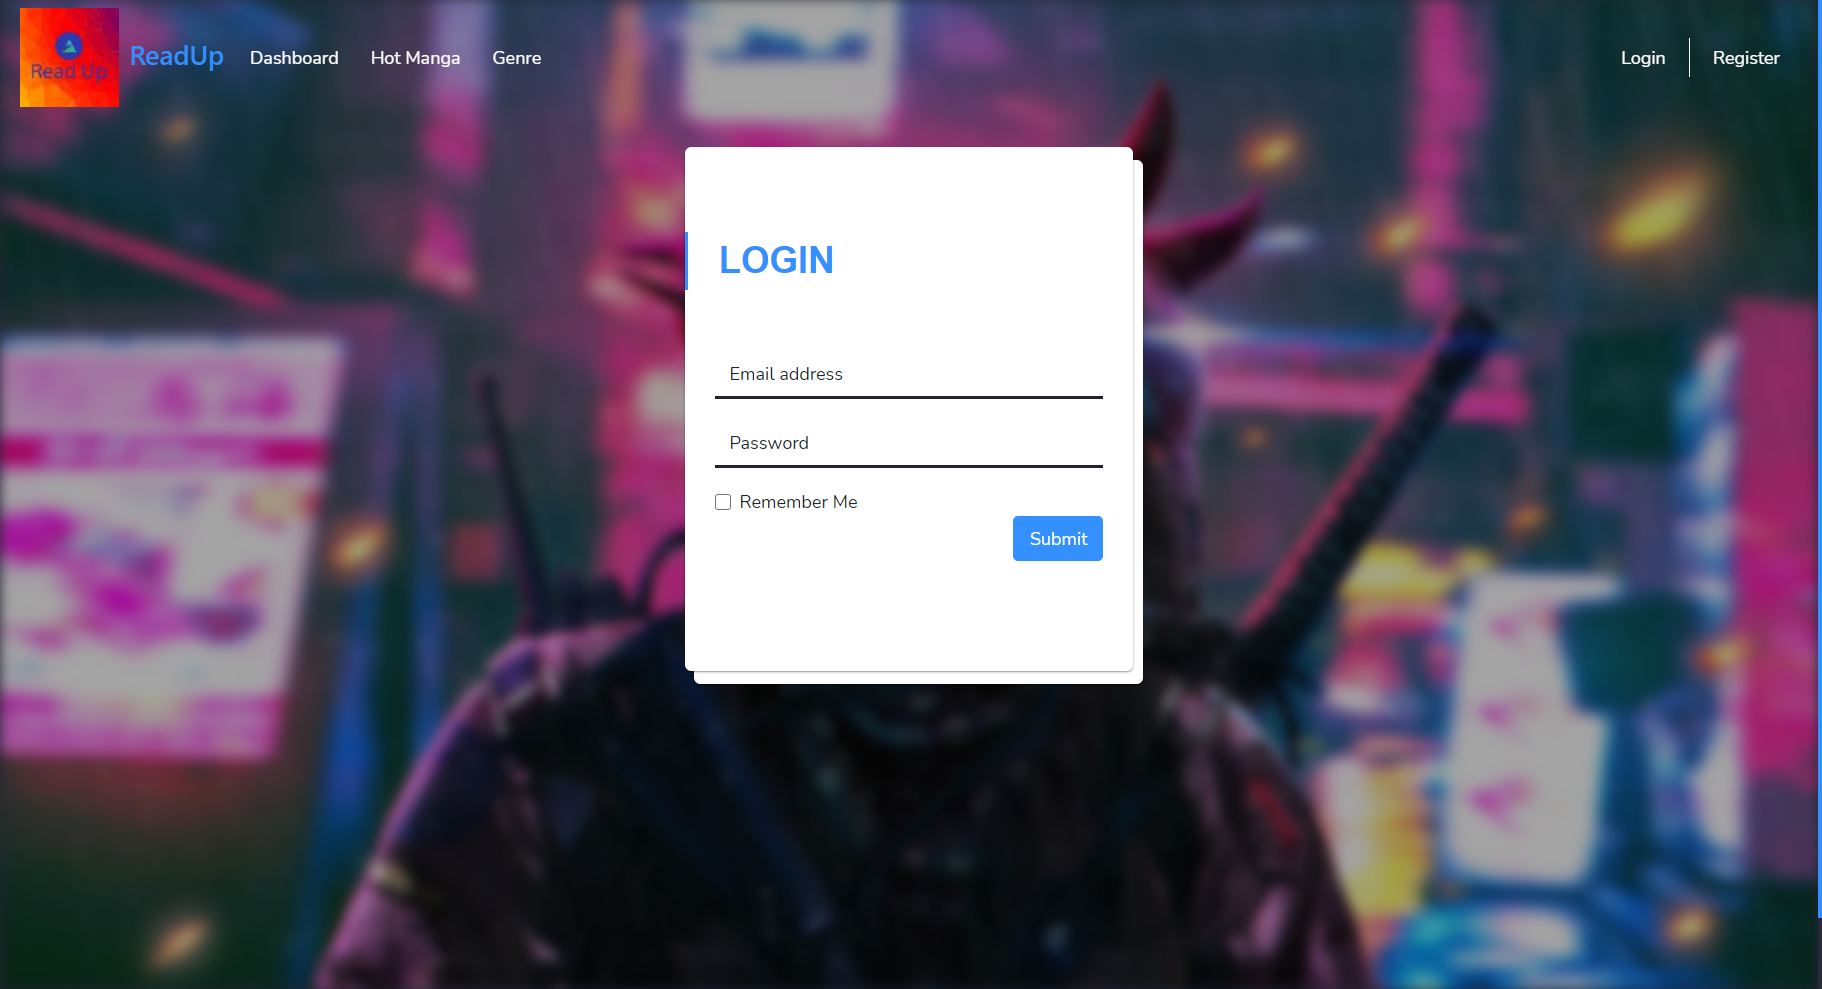 Read Up
ReadUp
Dashboard
Hot Manga
Genre
Login
Register
LOGIN
Email address
Password
Remember Me
Submit